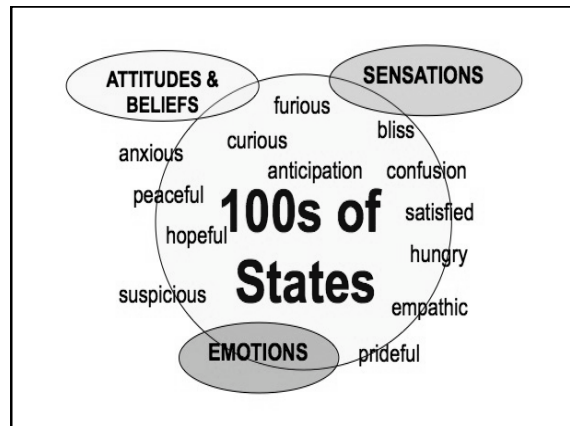 ATTITUDES &
BELIEFS
SENSATIONS
furious
bliss
curious
anxious
anticipation
confusion
peaceful
100s of
satisfied
hopeful
hungry
States
suspicious
empathic
EMOTIONS
prideful